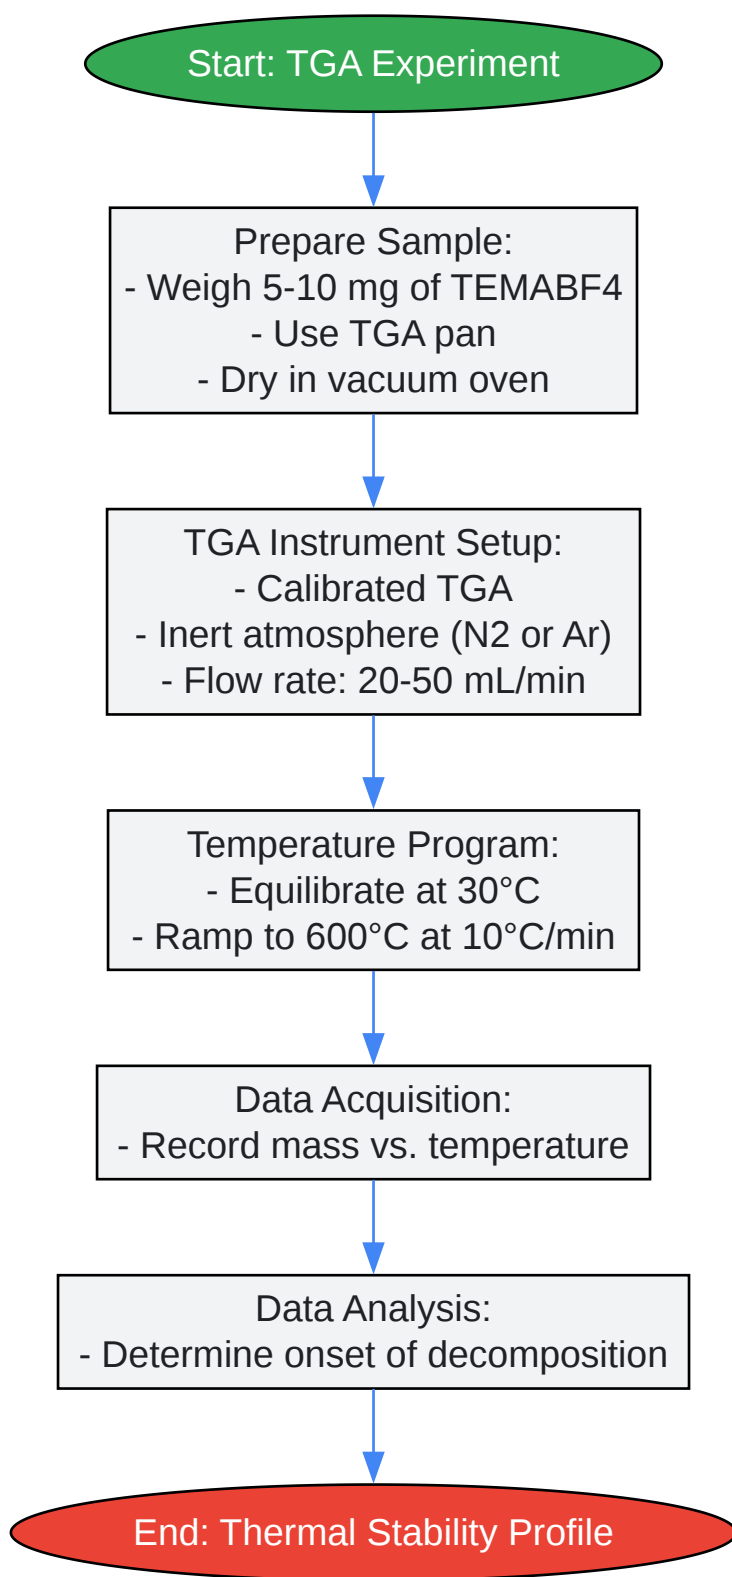 Start: TGA Experiment
Prepare Sample:
- Weigh 5-10 mg of TEMABF4
- Use TGA pan
- Dry in vacuum oven
TGA Instrument Setup:
- Calibrated TGA
- Inert atmosphere (N2 or Ar)
- Flow rate: 20-50 mL/min
Temperature Program:
- Equilibrate at 30°C
- Ramp to 600°C at 10°C/min
Data Acquisition:
- Record mass vs. temperature
Data Analysis:
- Determine onset of decomposition
End: Thermal Stability Profile